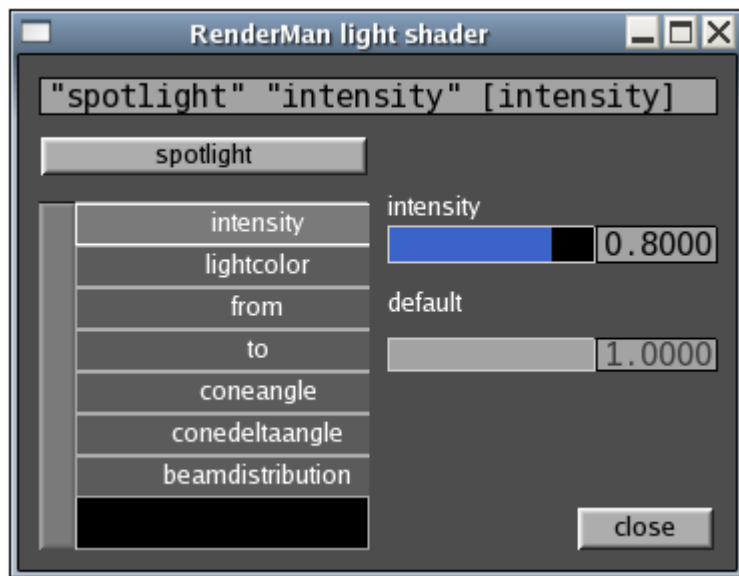 RenderMan light shader
"spotlight" "intensity" [intensity]
spotlight
intensity
lightcolor
from
to
coneangle
conedeltaangle
beamdistribution
intensity
0.8000
default
1.0000
close